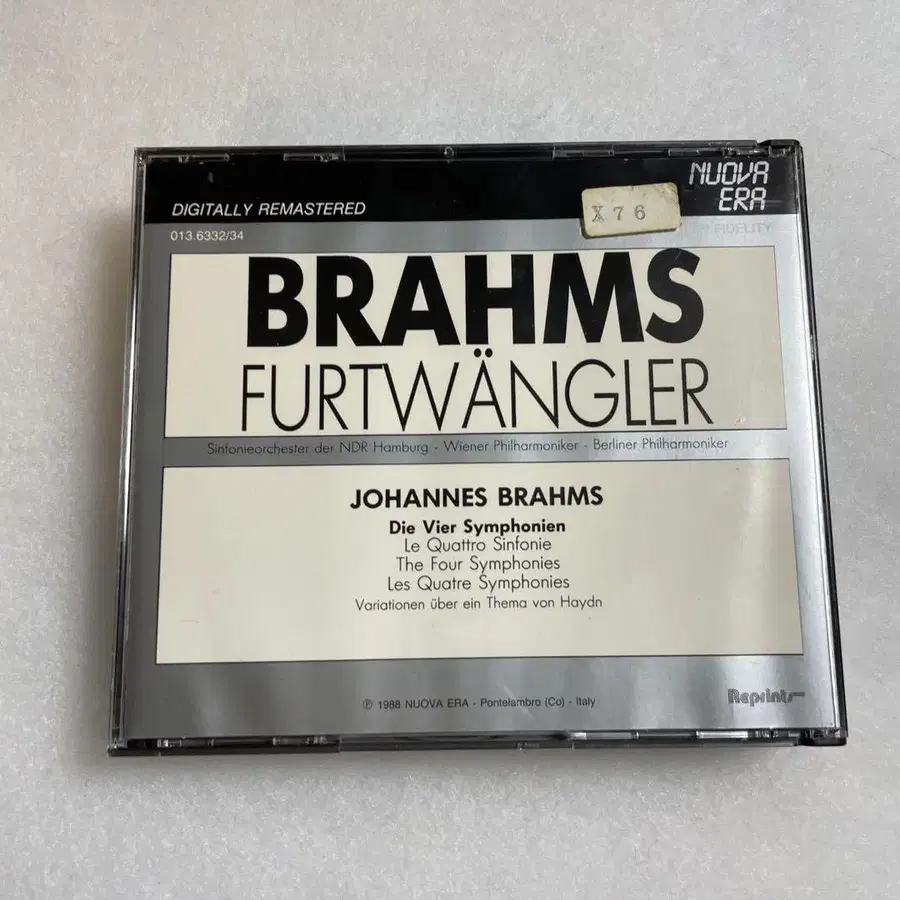 NUOVA
ERA
DIGITALLY REMASTERED
X 7 6
013.6332/34
FIDELITY
BRAHMS
FURTWÄNGLER
Sinfonieorchester der NDR Hamburg - Wiener Philharmoniker - Berliner Philharmoniker
JOHANNES BRAHMS
Die Vier Symphonien
Le Quattro Sinfonie
The Four Symphonies
Les Quatre Symphonies
Variationen über ein Thema von Haydn
Reprints
℗ 1988 NUOVA ERA - Pontelambro (Co) - Italy